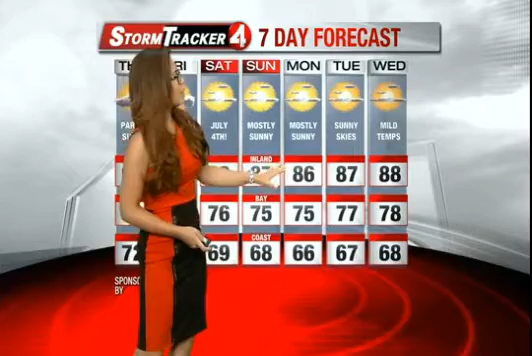 STORMTRACKER 4 7 DAY FORECAST
SAT SUN MON TUE WED
JULY 4TH! MOSTLY SUNNY MOSTLY SUNNY SUNNY SKIES MILD TEMPS
INLAND
86 87 88
BAY
76 75 75 77 78
COAST
72 69 68 66 67 68
SPONS
BY